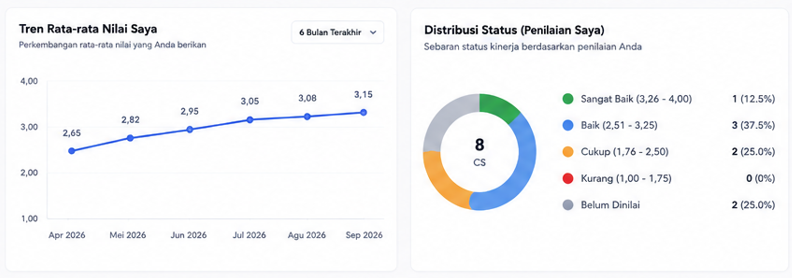 Tren Rata-rata Nilai Saya
Perkembangan rata-rata nilai yang Anda berikan
6 Bulan Terakhir
4,00
3,00
2,00
1,00
2,65
2,82
2,95
3,05
3,08
3,15
Apr 2026
Mei 2026
Jun 2026
Jul 2026
Agu 2026
Sep 2026
Distribusi Status (Penilaian Saya)
Sebaran status kinerja berdasarkan penilaian Anda
8
CS
Sangat Baik (3,26 - 4,00) 1 (12.5%)
Baik (2,51 - 3,25) 3 (37.5%)
Cukup (1,76 - 2,50) 2 (25.0%)
Kurang (1,00 - 1,75) 0 (0%)
Belum Dinilai 2 (25.0%)